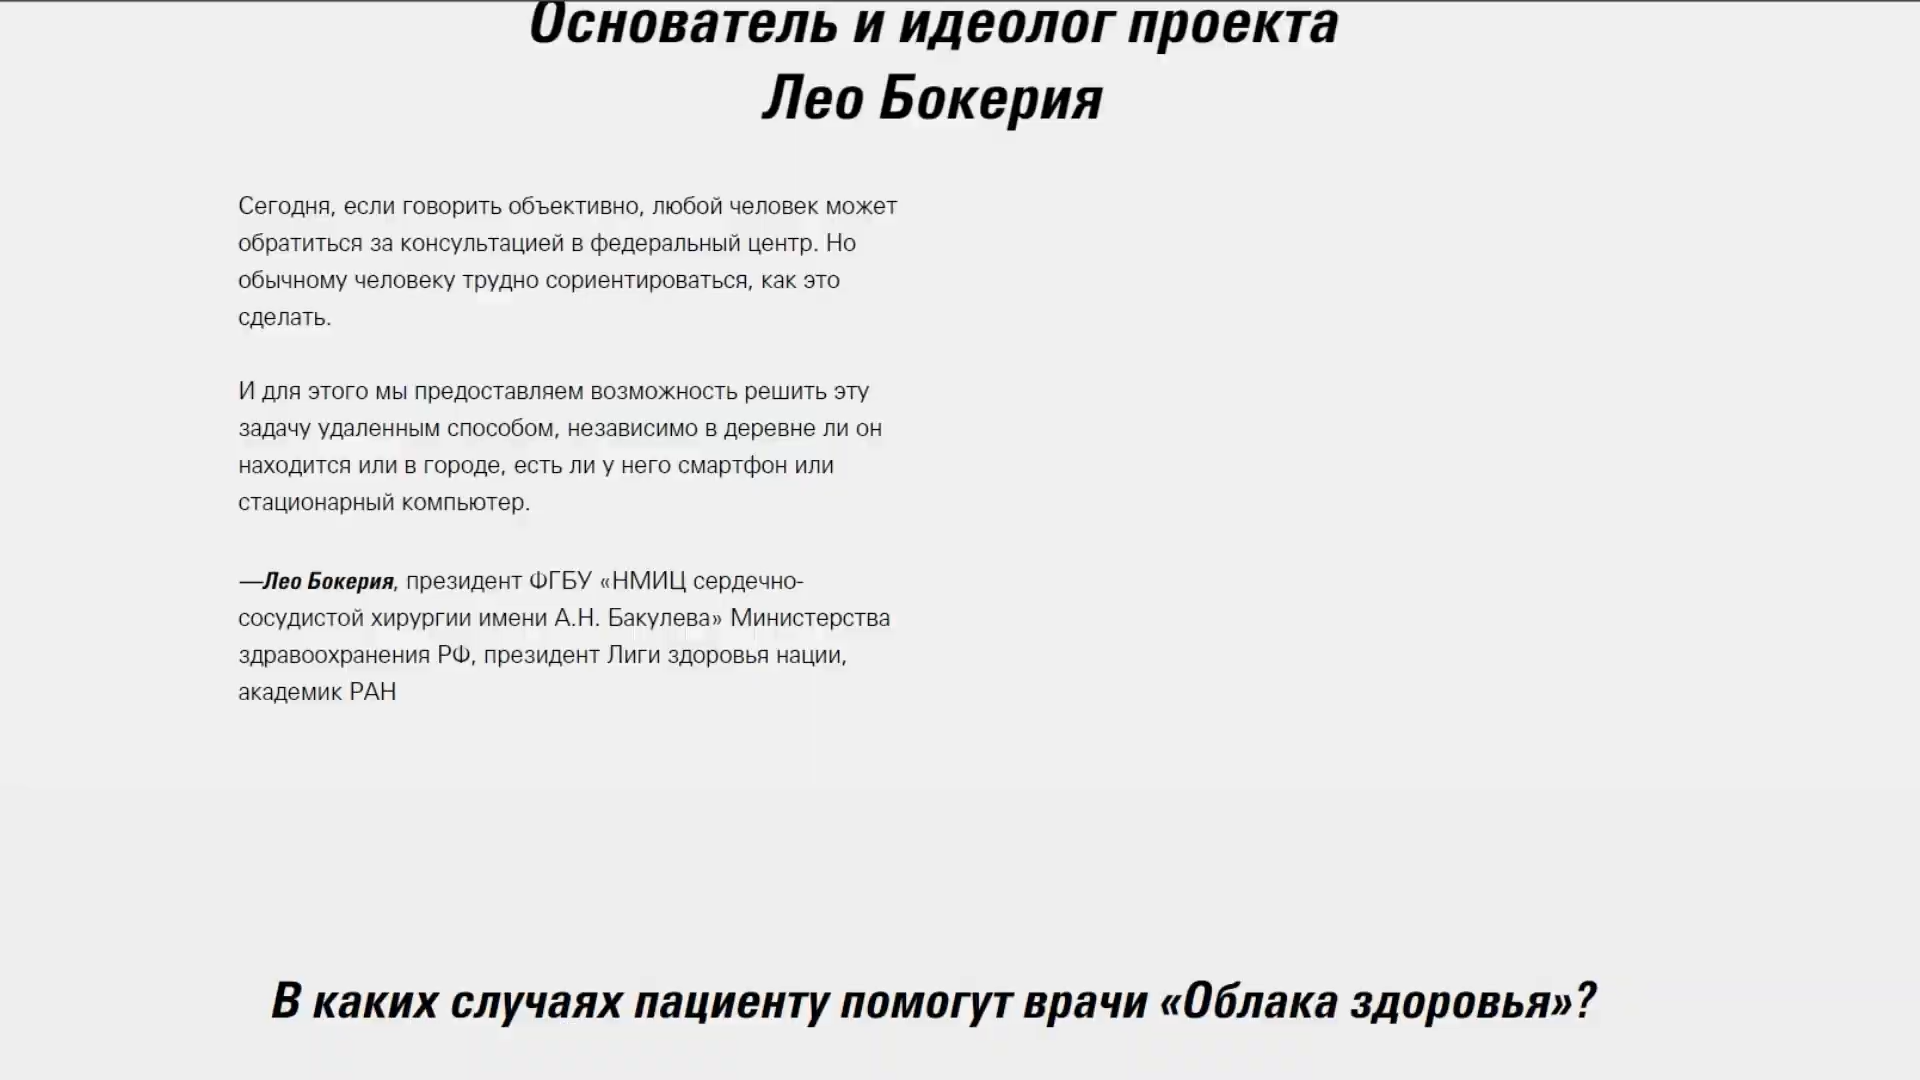 Основатель и идеолог проекта
Лео Бокерия
Сегодня, если говорить объективно, любой человек может
обратиться за консультацией в федеральный центр. Но
обычному человеку трудно сориентироваться, как это
сделать.
И для этого мы предоставляем возможность решить эту
задачу удаленным способом, независимо в деревне ли он
находится или в городе, есть ли у него смартфон или
стационарный компьютер.
—Лео Бокерия, президент ФГБУ «НМИЦ сердечно-
сосудистой хирургии имени А.Н. Бакулева» Министерства
здравоохранения РФ, президент Лиги здоровья нации,
академик РАН
В каких случаях пациенту помогут врачи «Облака здоровья»?